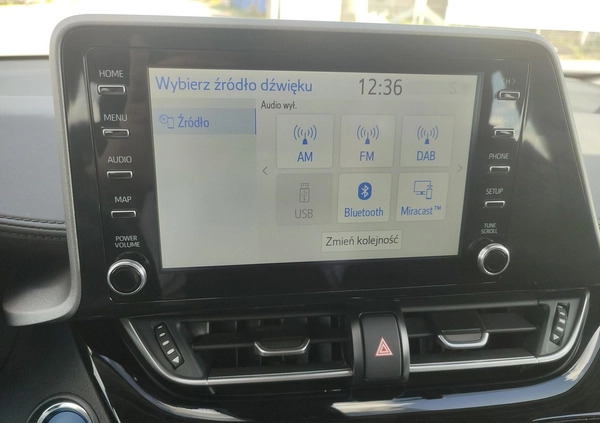 HOME
MENU
AUDIO
MAP
POWER
VOLUME
Wybierz źródło dźwięku
12:36
Źródło
Audio wył.
AM
FM
DAB
USB
Bluetooth
Miracast™
Zmień kolejność
PHONE
SETUP
TUNE
SCROLL